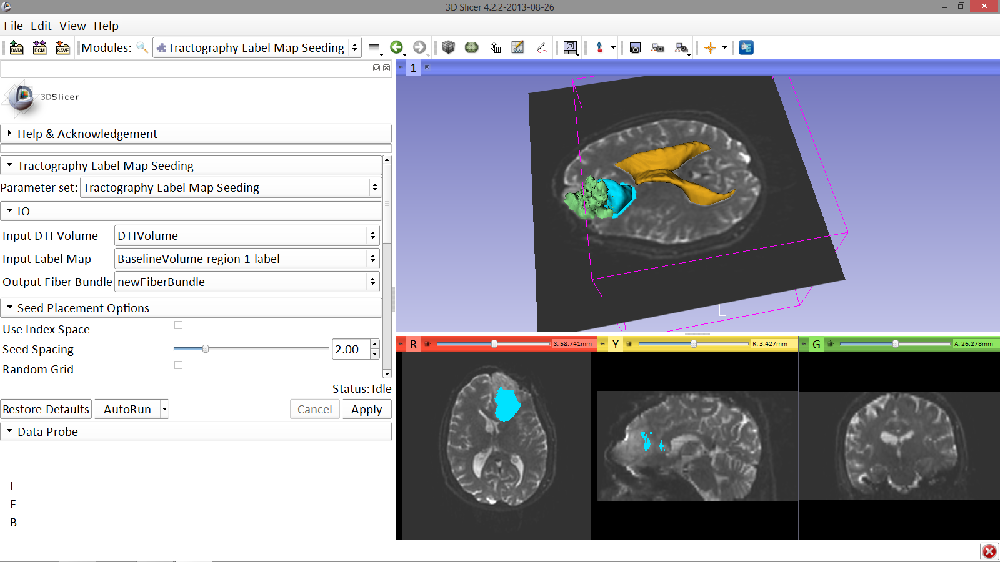 3D Slicer 4.2.2-2013-08-26
File Edit View Help
DATA DCM SAVE Modules: Tractography Label Map Seeding
1
3DSlicer
Help & Acknowledgement
Tractography Label Map Seeding
Parameter set: Tractography Label Map Seeding
IO
Input DTI Volume DTIVolume
Input Label Map BaselineVolume-region 1-label
Output Fiber Bundle newFiberBundle
Seed Placement Options
Use Index Space
Seed Spacing 2.00
Random Grid
Status: Idle
Restore Defaults AutoRun Cancel Apply
Data Probe
L
F
B
L
R S: 58.741mm Y R: 3.427mm G A: 26.278mm